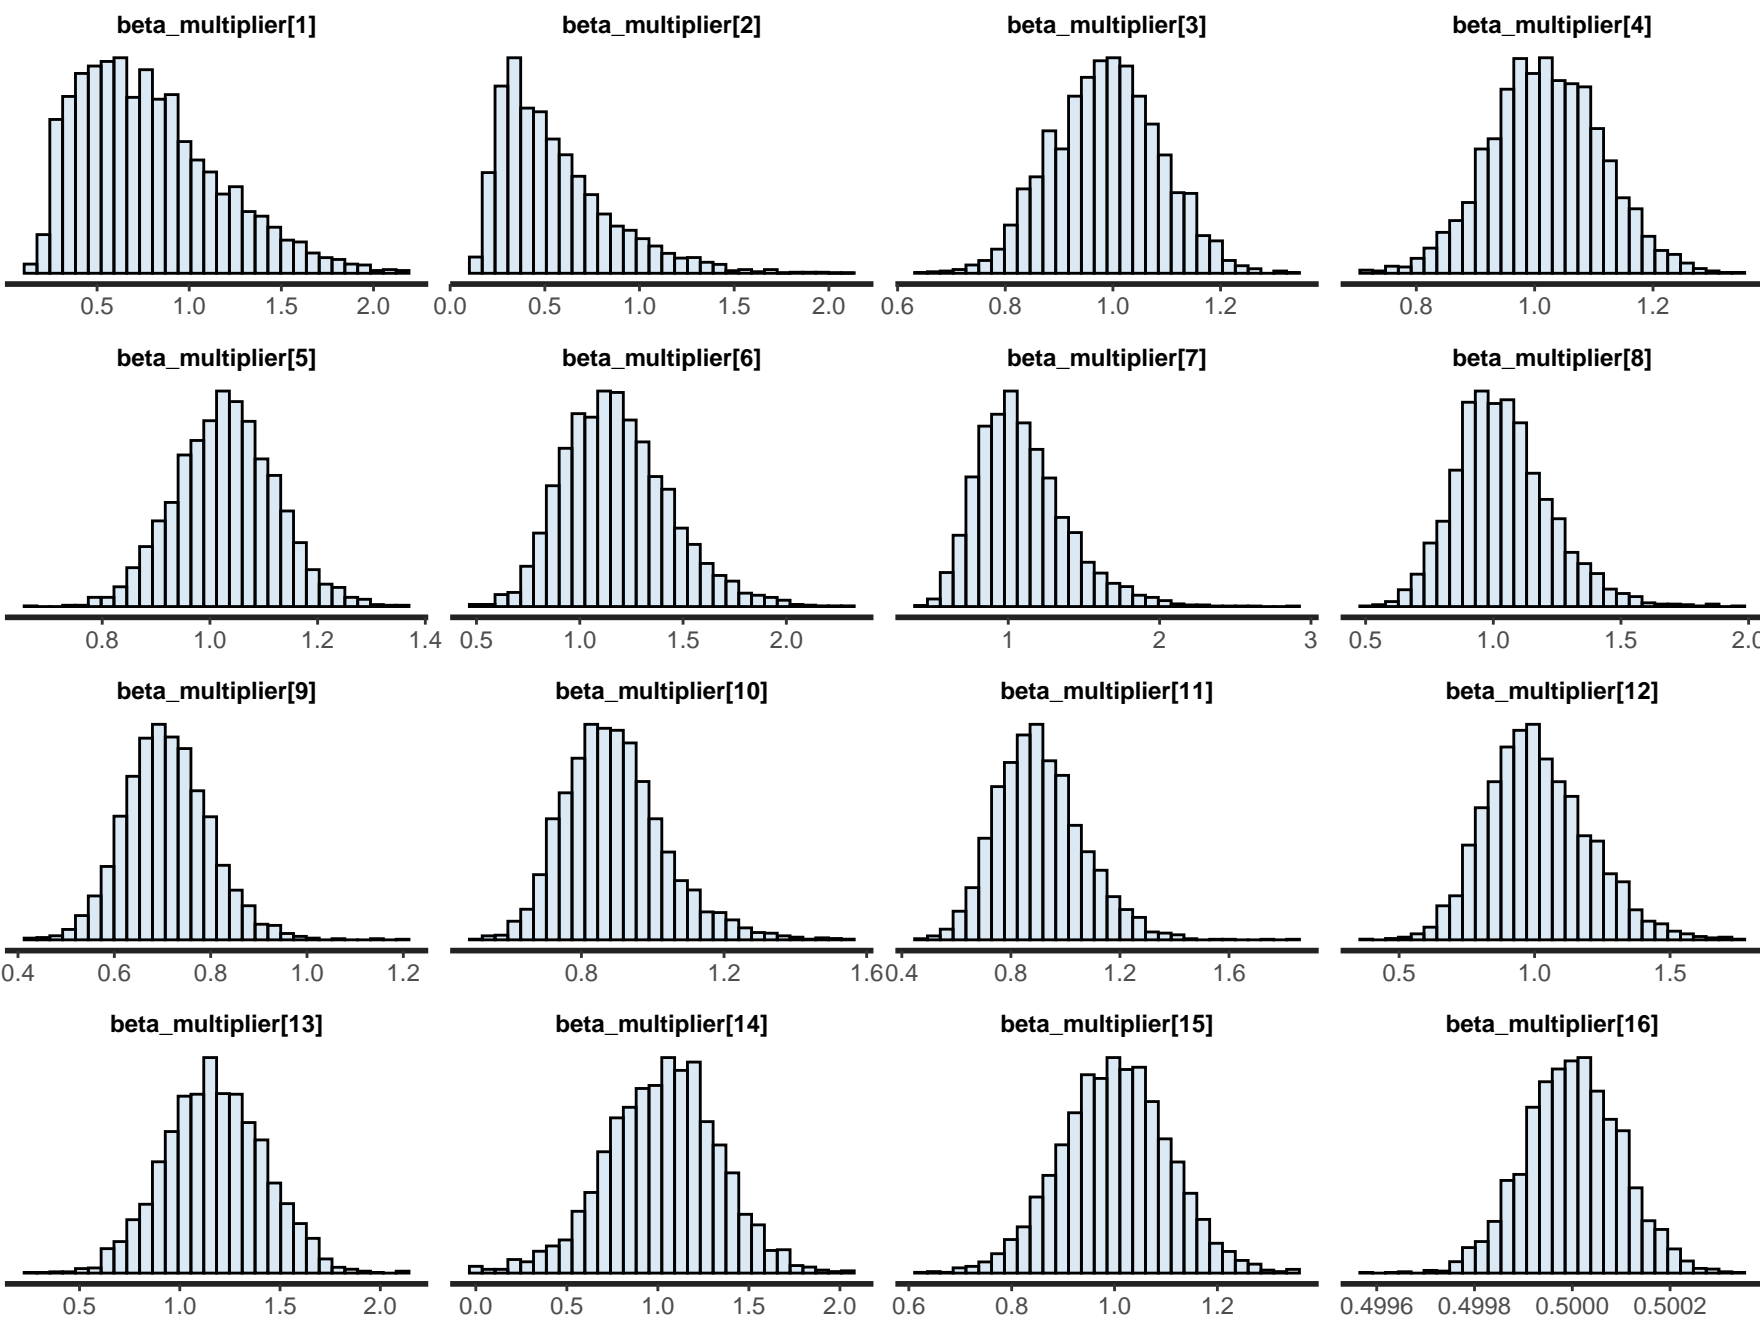 beta_multiplier[1] beta_multiplier[2] beta_multiplier[3] beta_multiplier[4]
0.5 1.0 1.5 2.0 0.0 0.5 1.0 1.5 2.0 0.6 0.8 1.0 1.2 0.8 1.0 1.2
beta_multiplier[5] beta_multiplier[6] beta_multiplier[7] beta_multiplier[8]
0.8 1.0 1.2 1.4 0.5 1.0 1.5 2.0 1 2 3 0.5 1.0 1.5 2.0
beta_multiplier[9] beta_multiplier[10] beta_multiplier[11] beta_multiplier[12]
0.4 0.6 0.8 1.0 1.2 0.8 1.2 1.6 0.4 0.8 1.2 1.6 0.5 1.0 1.5
beta_multiplier[13] beta_multiplier[14] beta_multiplier[15] beta_multiplier[16]
0.5 1.0 1.5 2.0 0.0 0.5 1.0 1.5 2.0 0.6 0.8 1.0 1.2 0.4996 0.4998 0.5000 0.5002